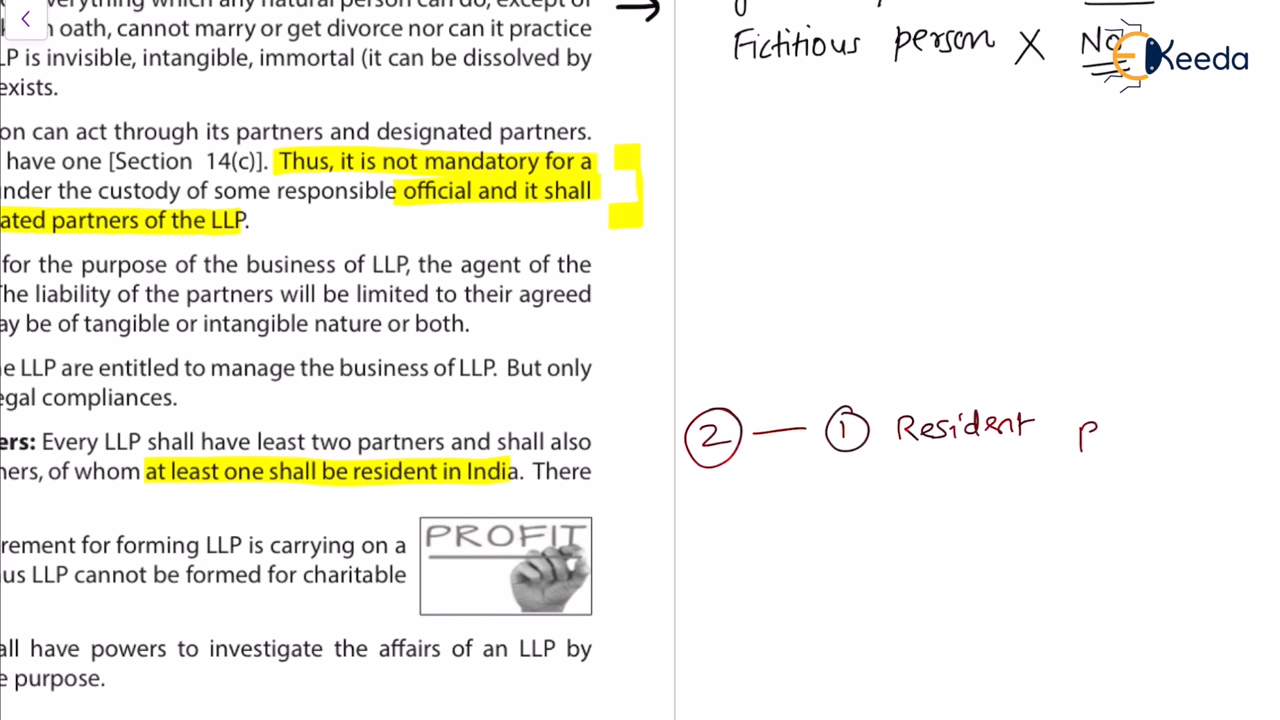 everything which any natural person can do, except of
oath, cannot marry or get divorce nor can it practice
LP is invisible, intangible, immortal (it can be dissolved by
exists.
on can act through its partners and designated partners.
have one [Section 14(c)]. Thus, it is not mandatory for a
nder the custody of some responsible official and it shall
ated partners of the LLP.
for the purpose of the business of LLP, the agent of the
The liability of the partners will be limited to their agreed
ay be of tangible or intangible nature or both.
e LLP are entitled to manage the business of LLP. But only
egal compliances.
ers: Every LLP shall have least two partners and shall also
ners, of whom at least one shall be resident in India. There
rement for forming LLP is carrying on a
us LLP cannot be formed for charitable
PROFIT
all have powers to investigate the affairs of an LLP by
e purpose.
Fictitious person X No
EKeeda
2 — 1 Resident P